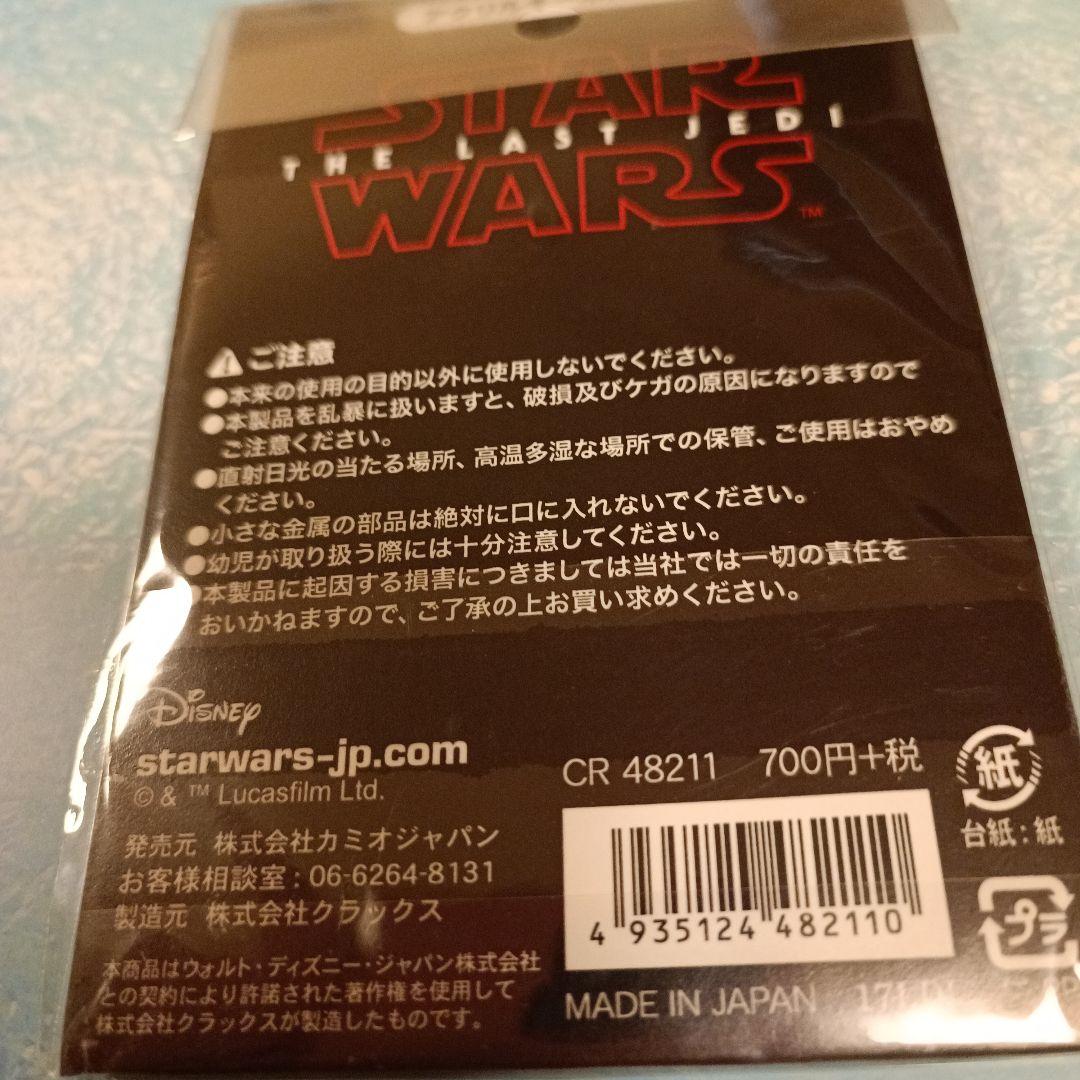 STAR
THE LAST JEDI
WARS™
ご注意
●本来の使用の目的以外に使用しないでください。
●本製品を乱暴に扱いますと、破損及びケガの原因になりますので
ご注意ください。
●直射日光の当たる場所、高温多湿な場所での保管、ご使用はおやめ
ください。
●小さな金属の部品は絶対に口に入れないでください。
●幼児が取り扱う際には十分注意してください。
●本製品に起因する損害につきましては当社では一切の責任を
おいかねますので、ご了承の上お買い求めください。
Disney
starwars-jp.com
© & ™ Lucasfilm Ltd.
発売元 株式会社カミオジャパン
お客様相談室：06-6264-8131
製造元 株式会社クラックス
本商品はウォルト・ディズニー・ジャパン株式会社
との契約により許諾された著作権を使用して
株式会社クラックスが製造したものです。
CR 48211 700円+税
紙
台紙：紙
4 935124 482110
プラ
MADE IN JAPAN